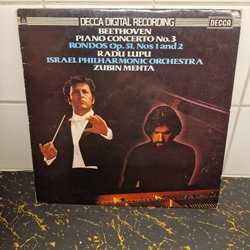 DECCA DIGITAL RECORDING
DECCA
BEETHOVEN
PIANO CONCERTO No. 3
RONDOS Op. 51, Nos 1 and 2
RADU LUPU
ISRAEL PHILHARMONIC ORCHESTRA
ZUBIN MEHTA